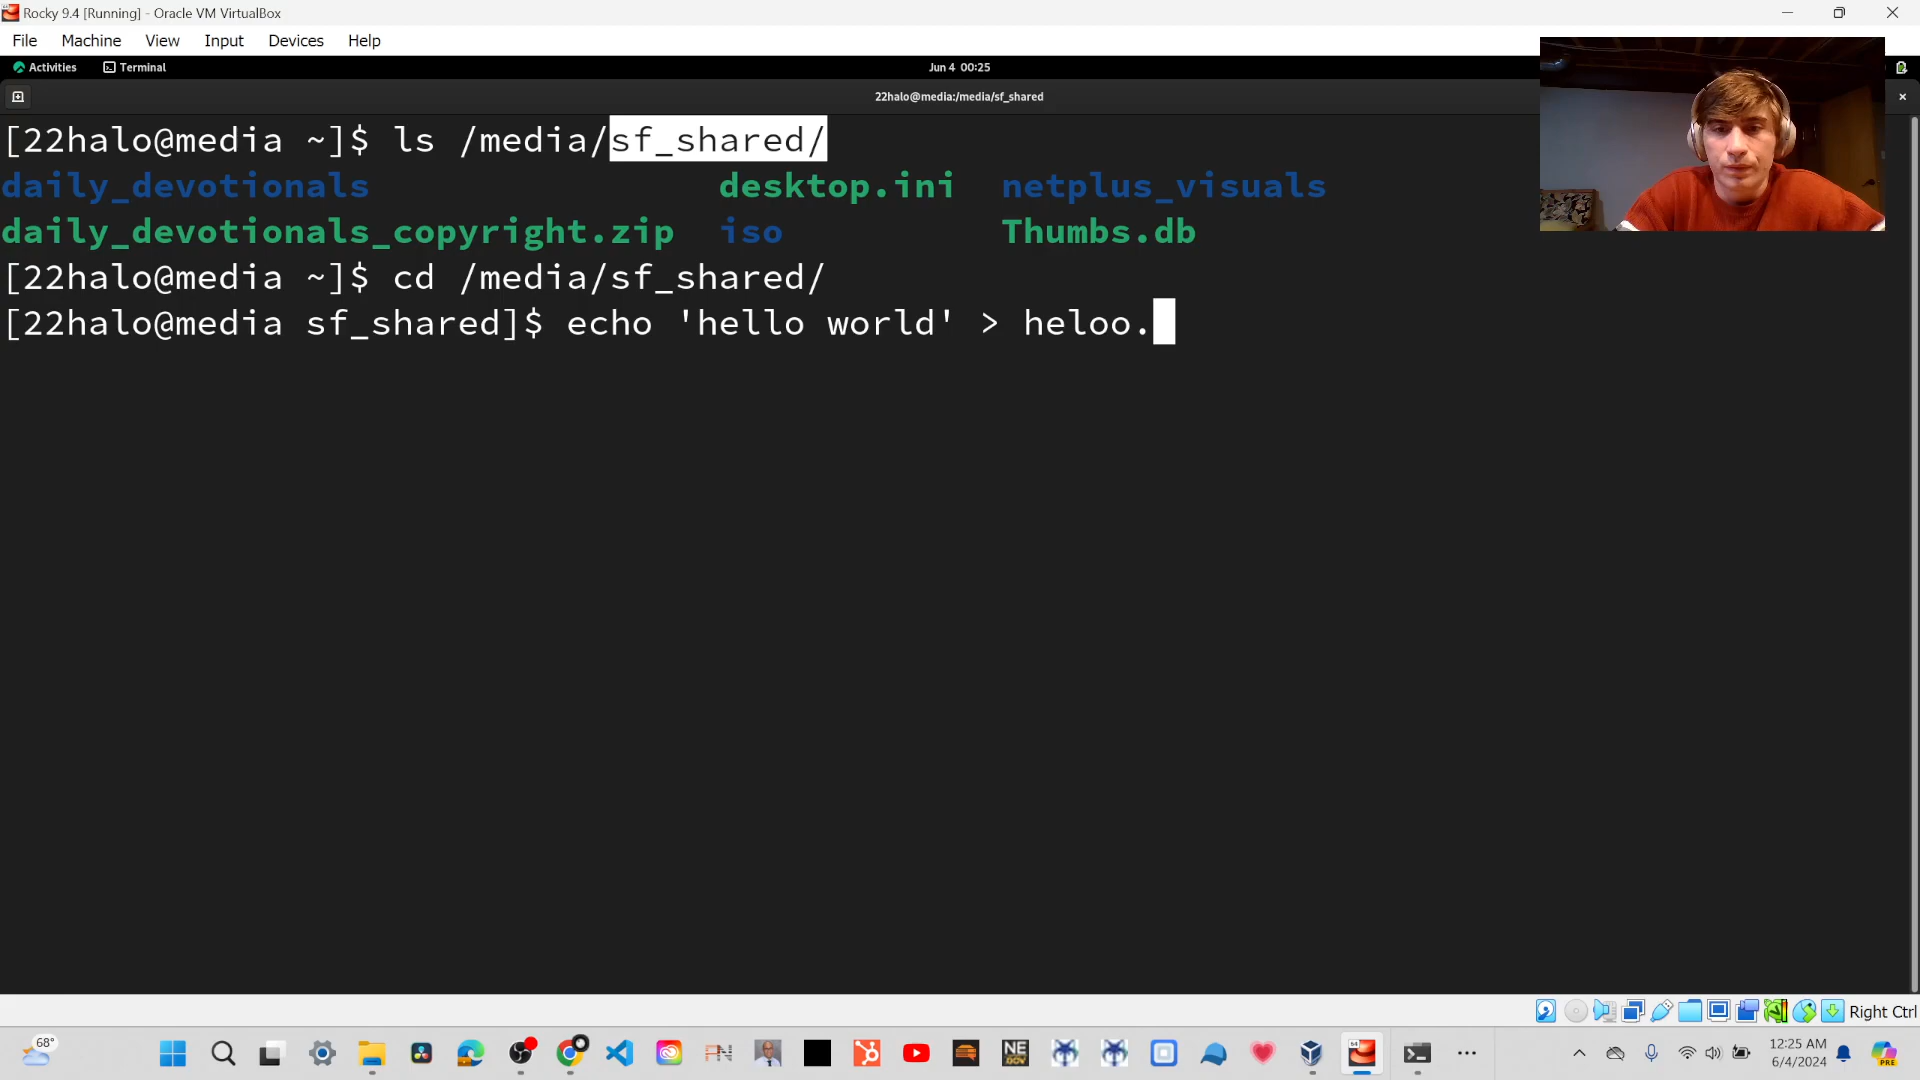 Rocky 9.4 [Running] - Oracle VM VirtualBox
File Machine View Input Devices Help
Activities Terminal Jun 4 00:25
22halo@media:/media/sf_shared
[22halo@media ~]$ ls /media/sf_shared/
daily_devotionals desktop.ini netplus_visuals
daily_devotionals_copyright.zip iso Thumbs.db
[22halo@media ~]$ cd /media/sf_shared/
[22halo@media sf_shared]$ echo 'hello world' > heloo.
Right Ctrl
68°
NE
12:25 AM
6/4/2024
PRE